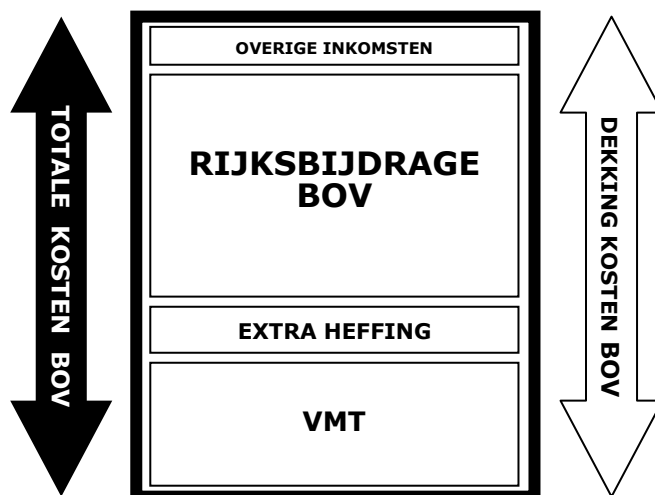 TOTALE KOSTEN BOV
OVERIGE INKOMSTEN
RIJKSBIJDRAGE
BOV
EXTRA HEFFING
VMT
DEKKING KOSTEN BOV